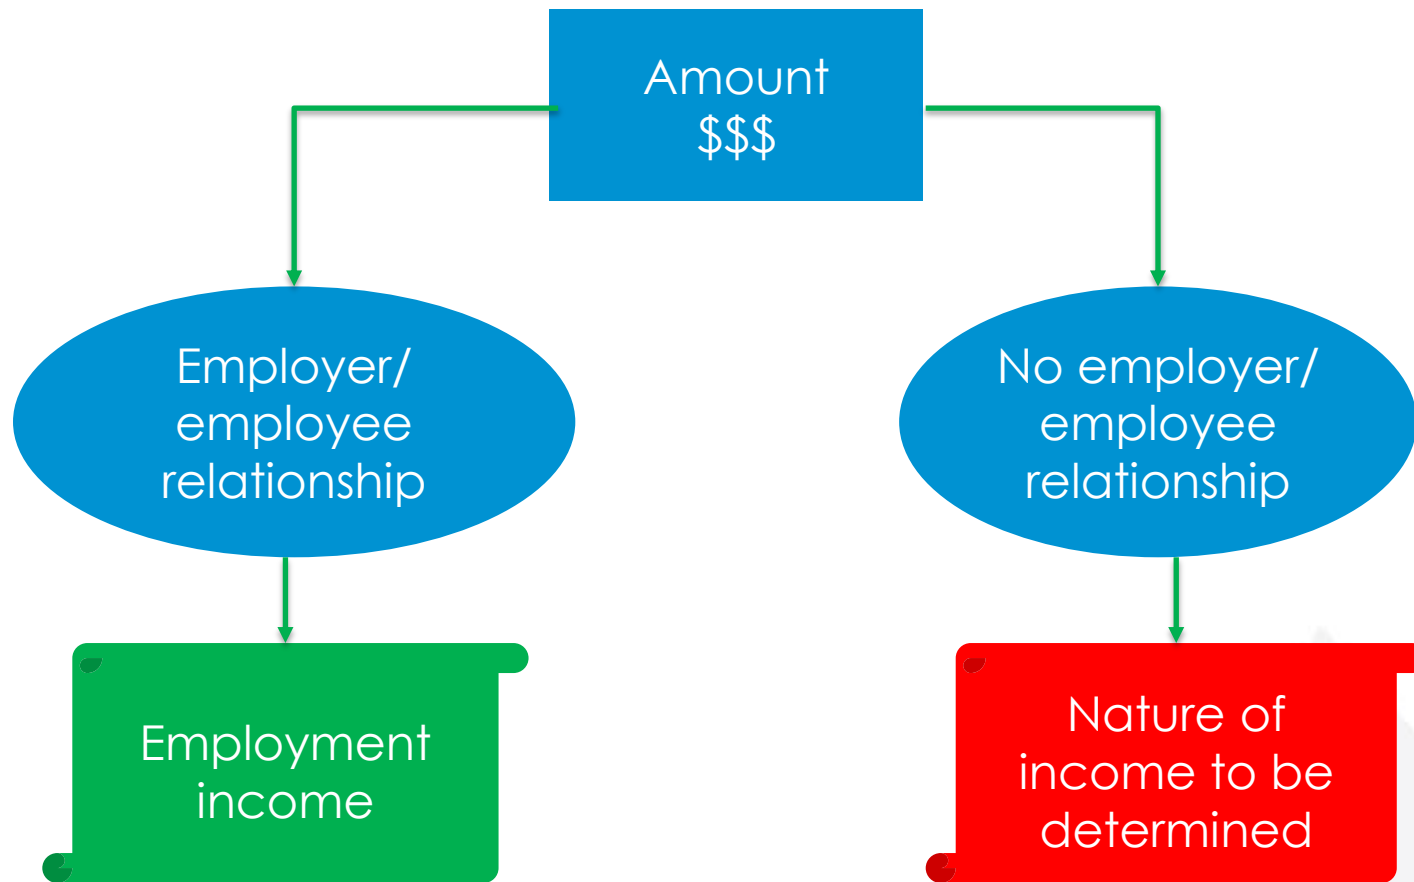 Amount
$$$
Employer/
employee
relationship
No employer/
employee
relationship
Employment
income
Nature of
income to be
determined